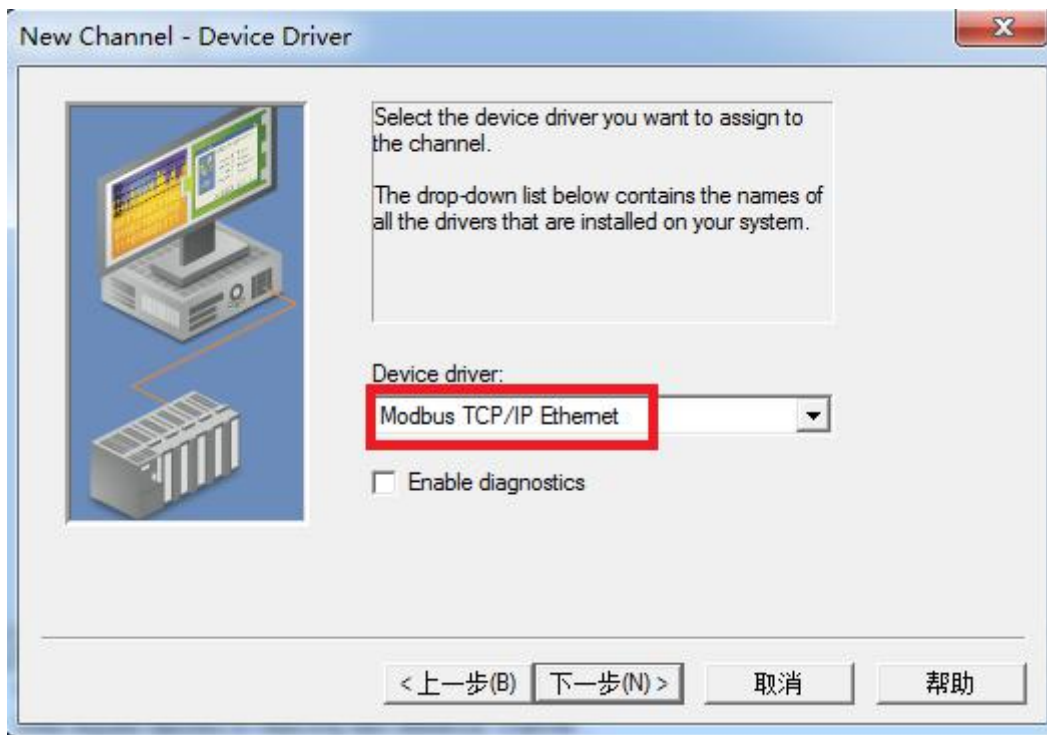 New Channel - Device Driver
Select the device driver you want to assign to
the channel.
The drop-down list below contains the names of
all the drivers that are installed on your system.
Device driver:
Modbus TCP/IP Ethernet
Enable diagnostics
<上一步(B) 下一步(N)> 取消 帮助